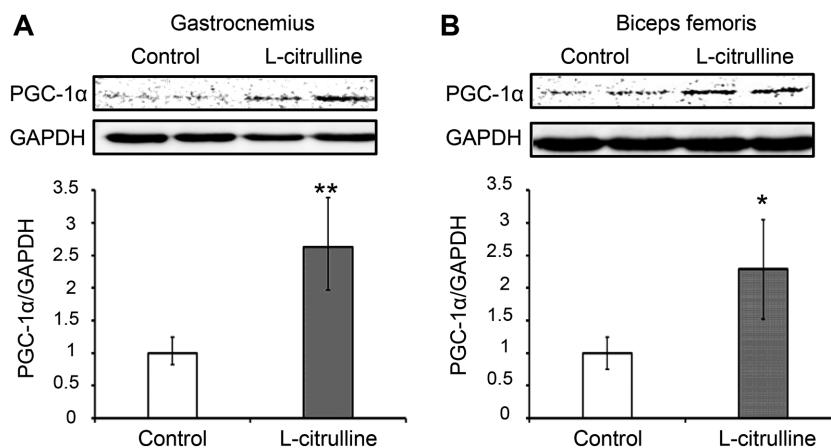 A
Gastrocnemius
Control L-citrulline
PGC-1α
GAPDH
PGC-1α/GAPDH
3.5
3
2.5
2
1.5
1
0.5
0
**
Control L-citrulline
B
Biceps femoris
Control L-citrulline
PGC-1α
GAPDH
PGC-1α/GAPDH
3.5
3
2.5
2
1.5
1
0.5
0
*
Control L-citrulline